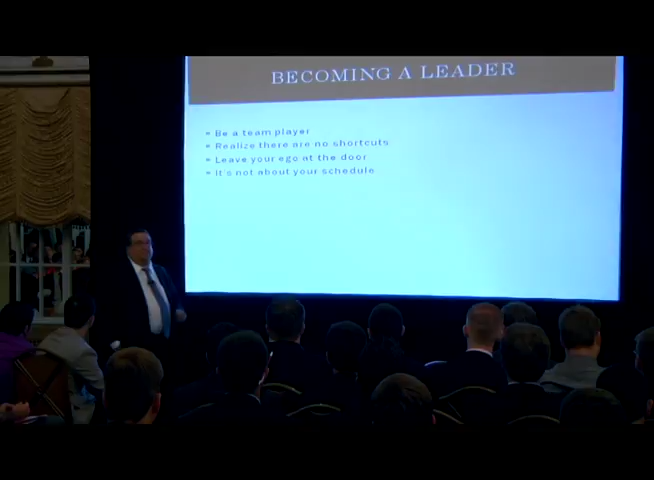 BECOMING A LEADER
Be a team player
Realize there are no shortcuts
Leave your ego at the door
It's not about your schedule